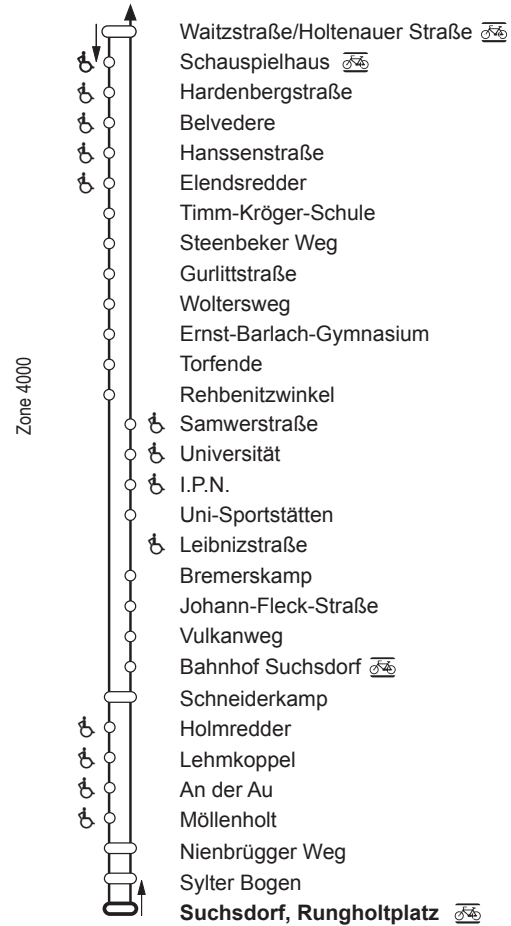 Waitzstraße/Holtenauer Straße
Schauspielhaus
Hardenbergstraße
Belvedere
Hanssenstraße
Elendsredder
Timm-Kröger-Schule
Steenbeker Weg
Gurlittstraße
Woltersweg
Ernst-Barlach-Gymnasium
Torfende
Rehbenitzwinkel
Zone 4000
Samwerstraße
Universität
I.P.N.
Uni-Sportstätten
Leibnizstraße
Bremerskamp
Johann-Fleck-Straße
Vulkanweg
Bahnhof Suchsdorf
Schneiderkamp
Holmredder
Lehmkoppel
An der Au
Möllenholt
Nienbrügger Weg
Sylter Bogen
Suchsdorf, Rungholtplatz